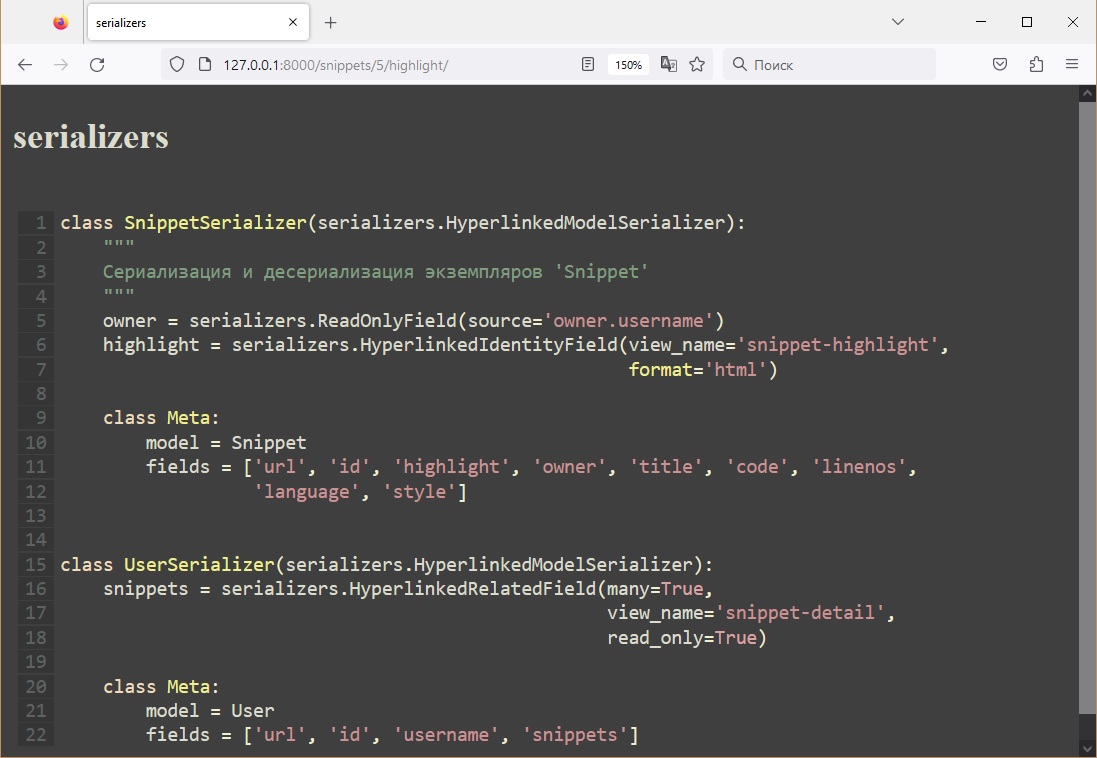 serializers
127.0.0.1:8000/snippets/5/highlight/
150%
Поиск
serializers
1 class SnippetSerializer(serializers.HyperlinkedModelSerializer):
2     """
3     Сериализация и десериализация экземпляров 'Snippet'
4     """
5     owner = serializers.ReadOnlyField(source='owner.username')
6     highlight = serializers.HyperlinkedIdentityField(view_name='snippet-highlight',
7                                                      format='html')
8
9     class Meta:
10         model = Snippet
11         fields = ['url', 'id', 'highlight', 'owner', 'title', 'code', 'linenos',
12                   'language', 'style']
13
14
15 class UserSerializer(serializers.HyperlinkedModelSerializer):
16     snippets = serializers.HyperlinkedRelatedField(many=True,
17                                                    view_name='snippet-detail',
18                                                    read_only=True)
19
20     class Meta:
21         model = User
22         fields = ['url', 'id', 'username', 'snippets']